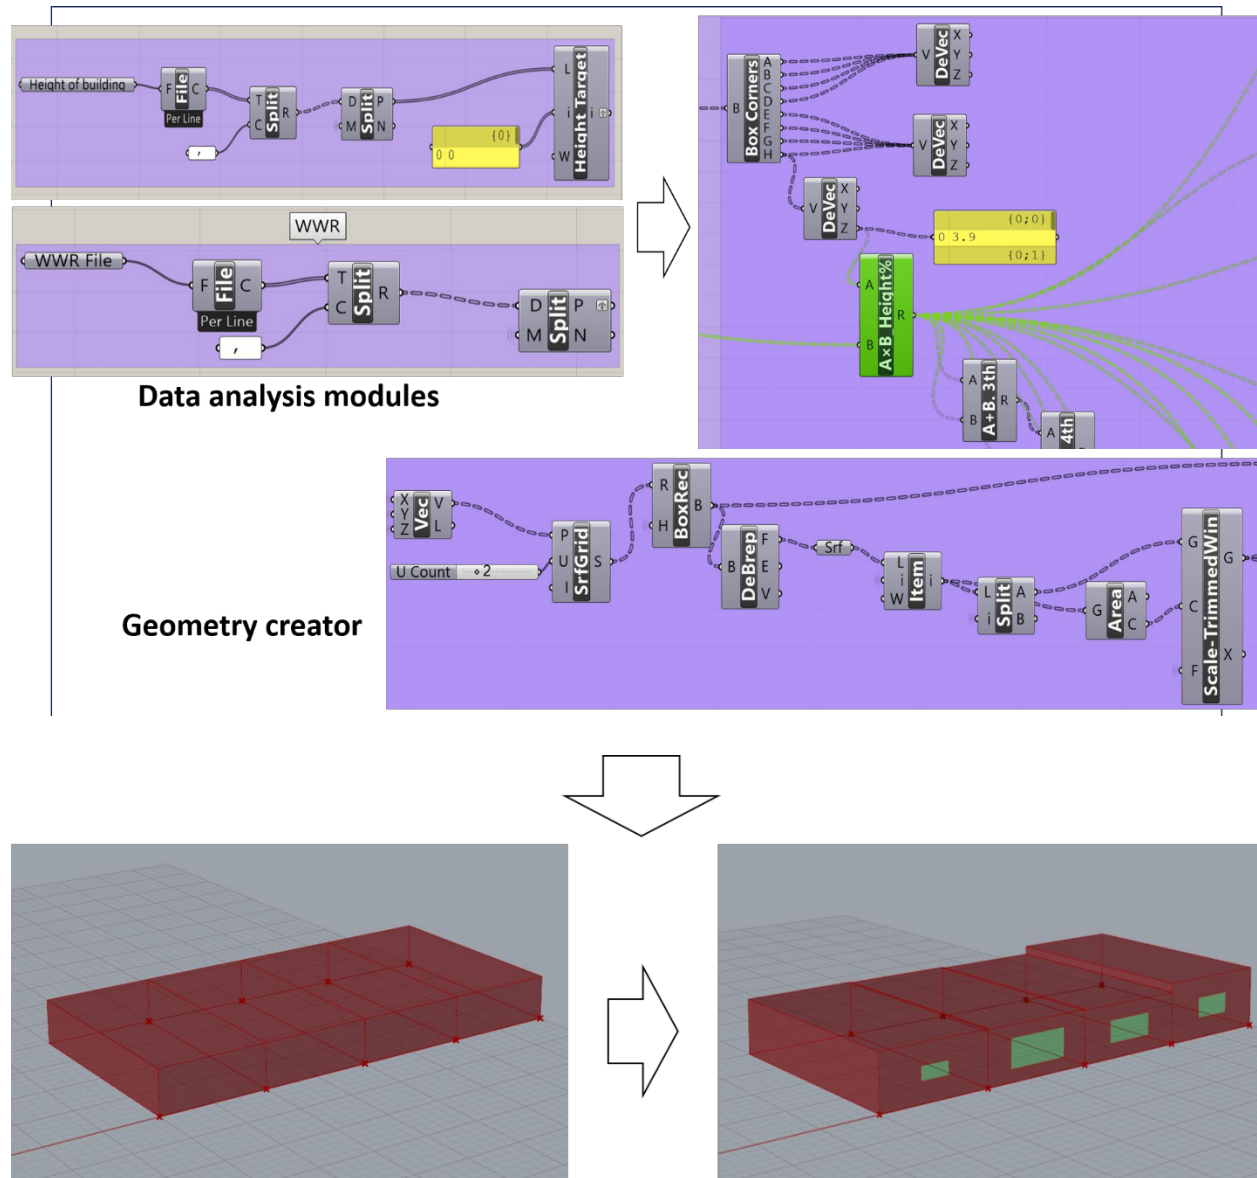 Height of building
F File C
Per Line
,
T C Split R
D M Split P N
{0}
0 0
L i W Height Target i
WWR
WWR File
F File C
Per Line
,
T C Split R
D M Split P N
Data analysis modules
B Box Corners A B C D E F G H
V DeVec X Y Z
V DeVec X Y Z
V DeVec X Y Z
{0;0}
0 3.9
{0;1}
A B A×B_Height% R
A B A+B_3th R
A 4th
Geometry creator
X Y Z Vec V L
U Count 2
P U I SrfGrid S
R H BoxRec B
B DeBrep F E V
Srf
L i W Item i
L i Split A B
G Area A C
G C F Scale-TrimmedWin G X